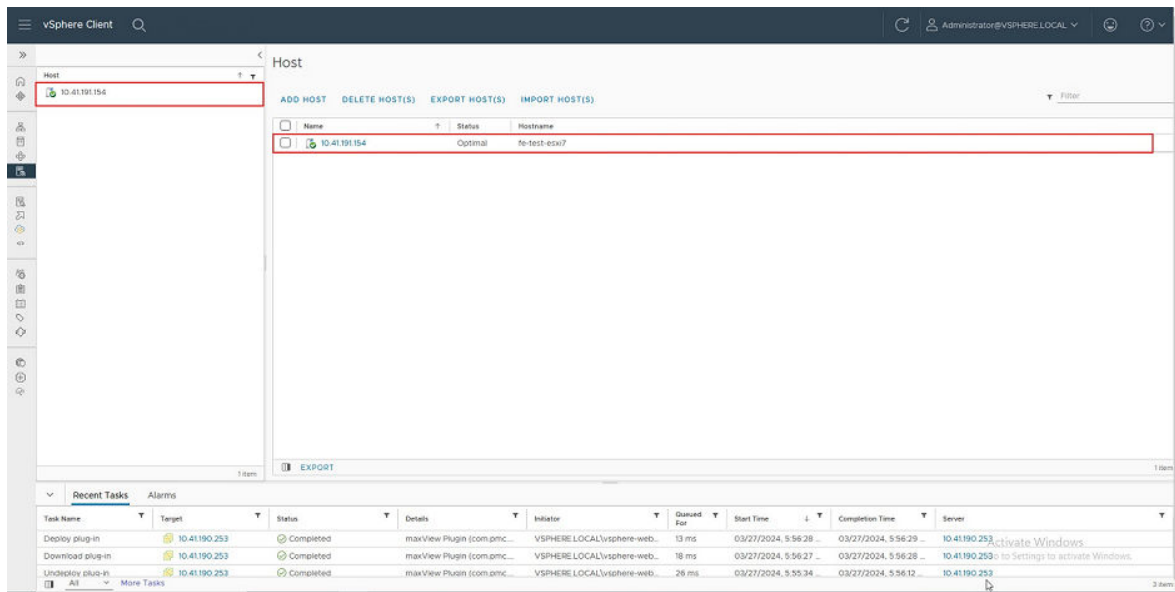 vSphere Client
Administrator@VSPHERE.LOCAL
Host
10.41.191.154
1 item
Host
ADD HOST DELETE HOST(S) EXPORT HOST(S) IMPORT HOST(S)
Filter
Name Status Hostname
10.41.191.154 Optimal fe-test-esxi7
EXPORT
1 item
Recent Tasks Alarms
Task Name Target Status Details Initiator Queued For Start Time Completion Time Server
Deploy plug-in 10.41.190.253 Completed maxView Plugin (com.pmc... VSPHERE.LOCAL\vsphere-web... 13 ms 03/27/2024, 5:56:28 ... 03/27/2024, 5:56:29 ... 10.41.190.253
Activate Windows
Download plug-in 10.41.190.253 Completed maxView Plugin (com.pmc... VSPHERE.LOCAL\vsphere-web... 18 ms 03/27/2024, 5:56:27 ... 03/27/2024, 5:56:28 ... 10.41.190.253
to Settings to activate Windows.
Undeploy plug-in 10.41.190.253 Completed maxView Plugin (com.pmc... VSPHERE.LOCAL\vsphere-web... 26 ms 03/27/2024, 5:55:34 ... 03/27/2024, 5:56:12 ... 10.41.190.253
All More Tasks
3 items